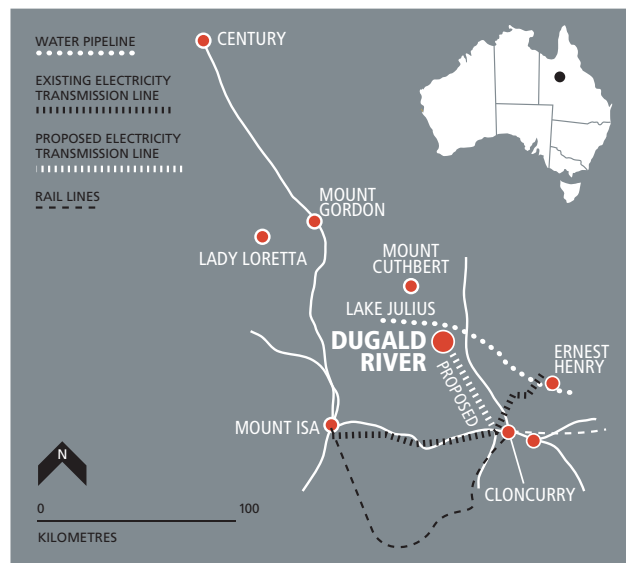 WATER PIPELINE
EXISTING ELECTRICITY
TRANSMISSION LINE
PROPOSED ELECTRICITY
TRANSMISSION LINE
RAIL LINES
CENTURY
MOUNT
GORDON
LADY LORETTA
MOUNT
CUTHBERT
LAKE JULIUS
DUGALD
RIVER
PROPOSED
ERNEST
HENRY
MOUNT ISA
CLONCURRY
N
0 100
KILOMETRES